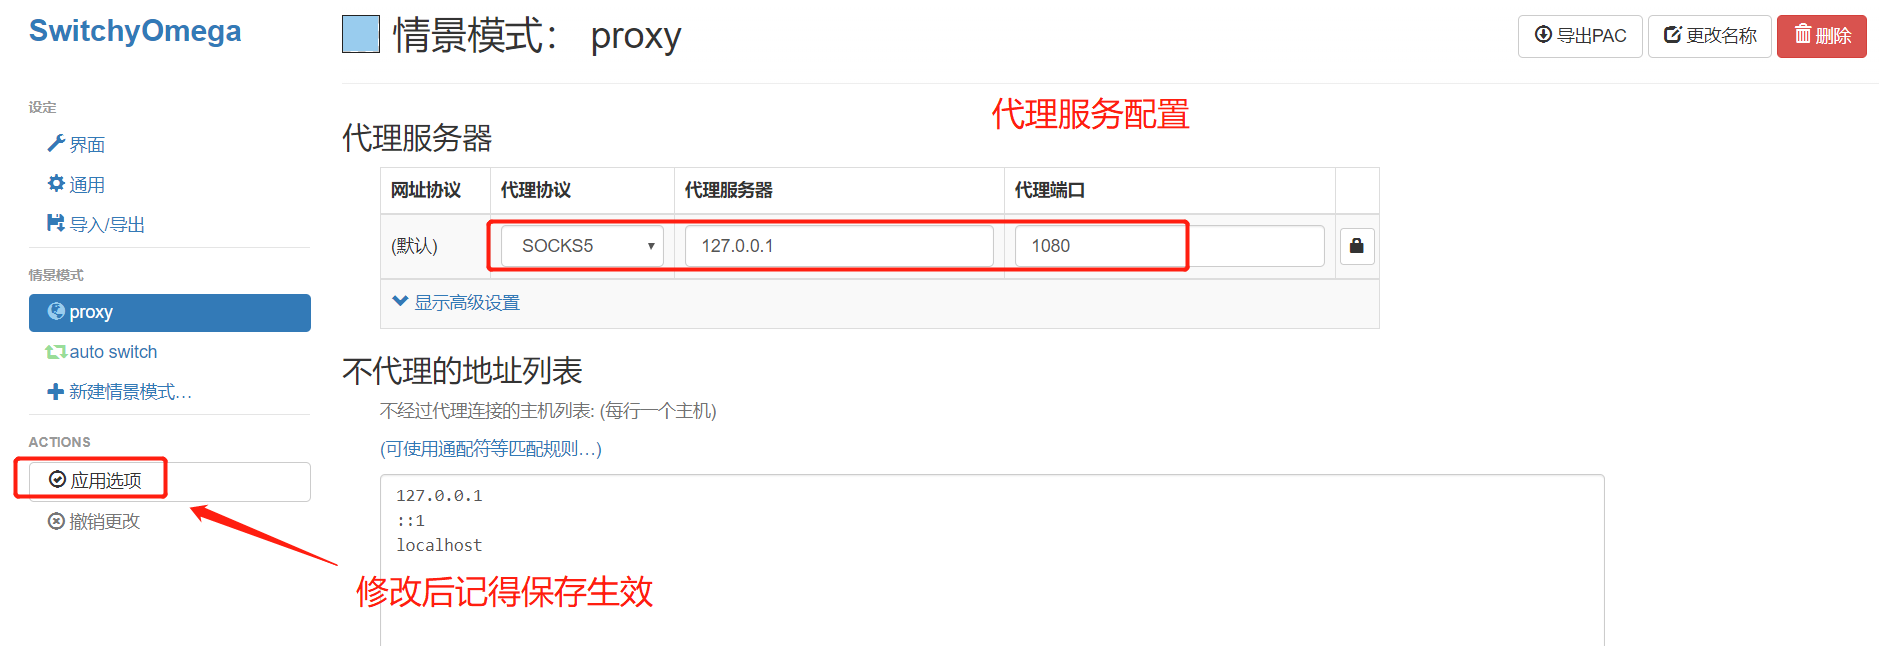 SwitchyOmega
设定
界面
通用
导入/导出
情景模式
proxy
auto switch
新建情景模式…
ACTIONS
应用选项
撤销更改
情景模式： proxy
导出PAC
更改名称
删除
代理服务配置
代理服务器
网址协议 代理协议 代理服务器 代理端口
(默认) SOCKS5 127.0.0.1 1080
显示高级设置
不代理的地址列表
不经过代理连接的主机列表: (每行一个主机)
(可使用通配符等匹配规则…)
127.0.0.1
::1
localhost
修改后记得保存生效